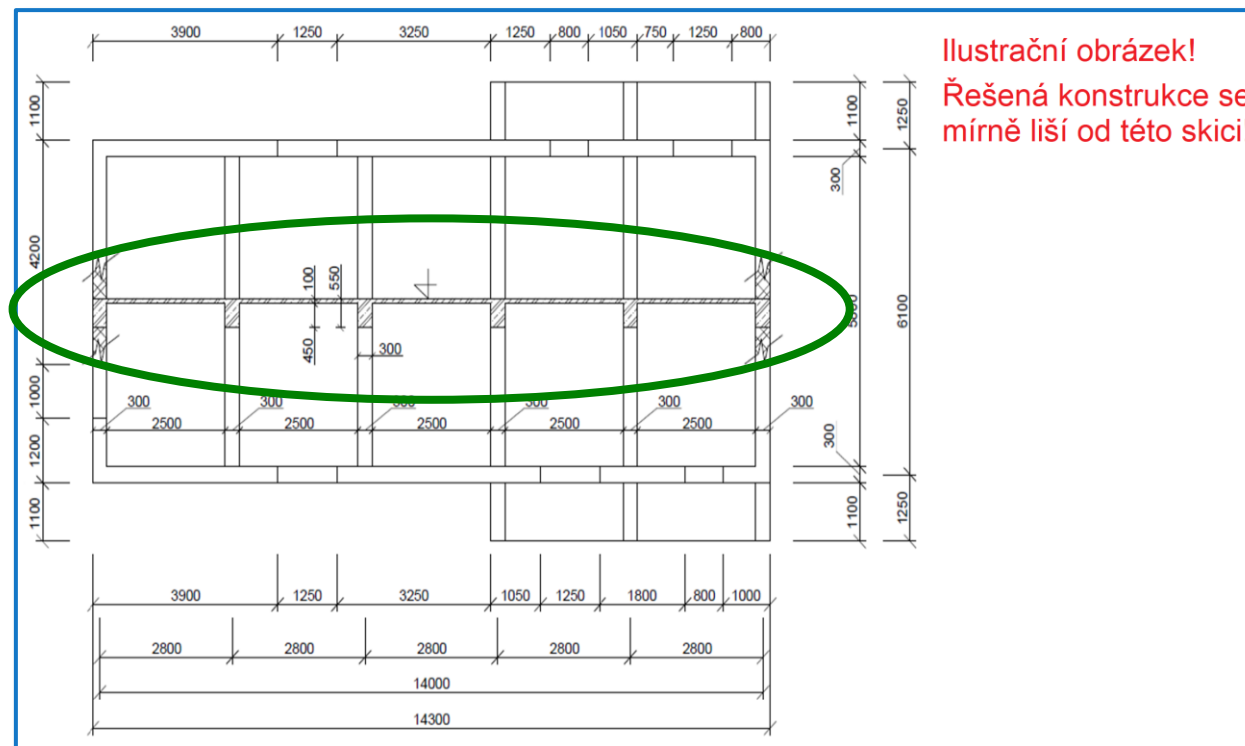 3900 1250 3250 1250 800 1050 750 1250 800
Ilustrační obrázek!
Řešená konstrukce se
mírně liší od této skici
1100 1100 1250
300
4200 100 550 5800 6100
450 300
1000
300 300 300 300 300 300
2500 2500 2500 2500 2500
1200 300
1100 1100 1250
3900 1250 3250 1050 1250 1800 800 1000
2800 2800 2800 2800 2800
14000
14300